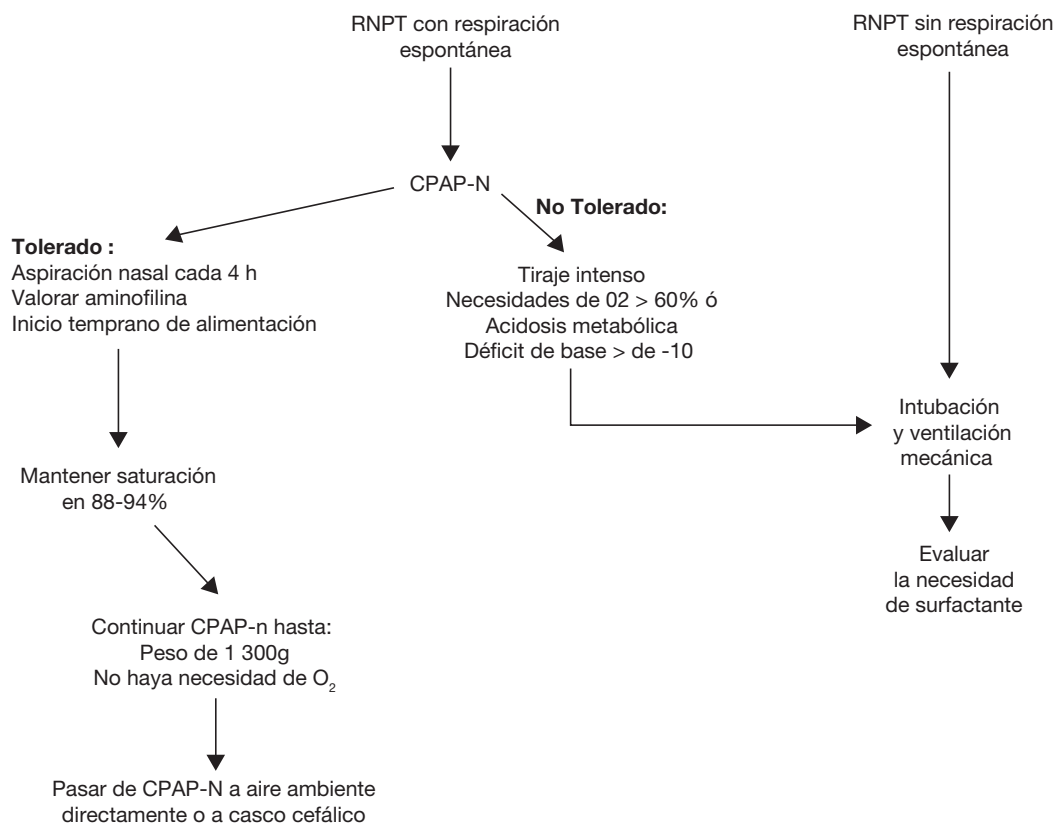 RNPT con respiración
espontánea
RNPT sin respiración
espontánea
CPAP-N
No Tolerado:
Tolerado :
Aspiración nasal cada 4 h
Valorar aminofilina
Inicio temprano de alimentación
Tiraje intenso
Necesidades de 02 > 60% ó
Acidosis metabólica
Déficit de base > de -10
Intubación
y ventilación
mecánica
Mantener saturación
en 88-94%
Evaluar
la necesidad
de surfactante
Continuar CPAP-n hasta:
Peso de 1 300g
No haya necesidad de O₂
Pasar de CPAP-N a aire ambiente
directamente o a casco cefálico